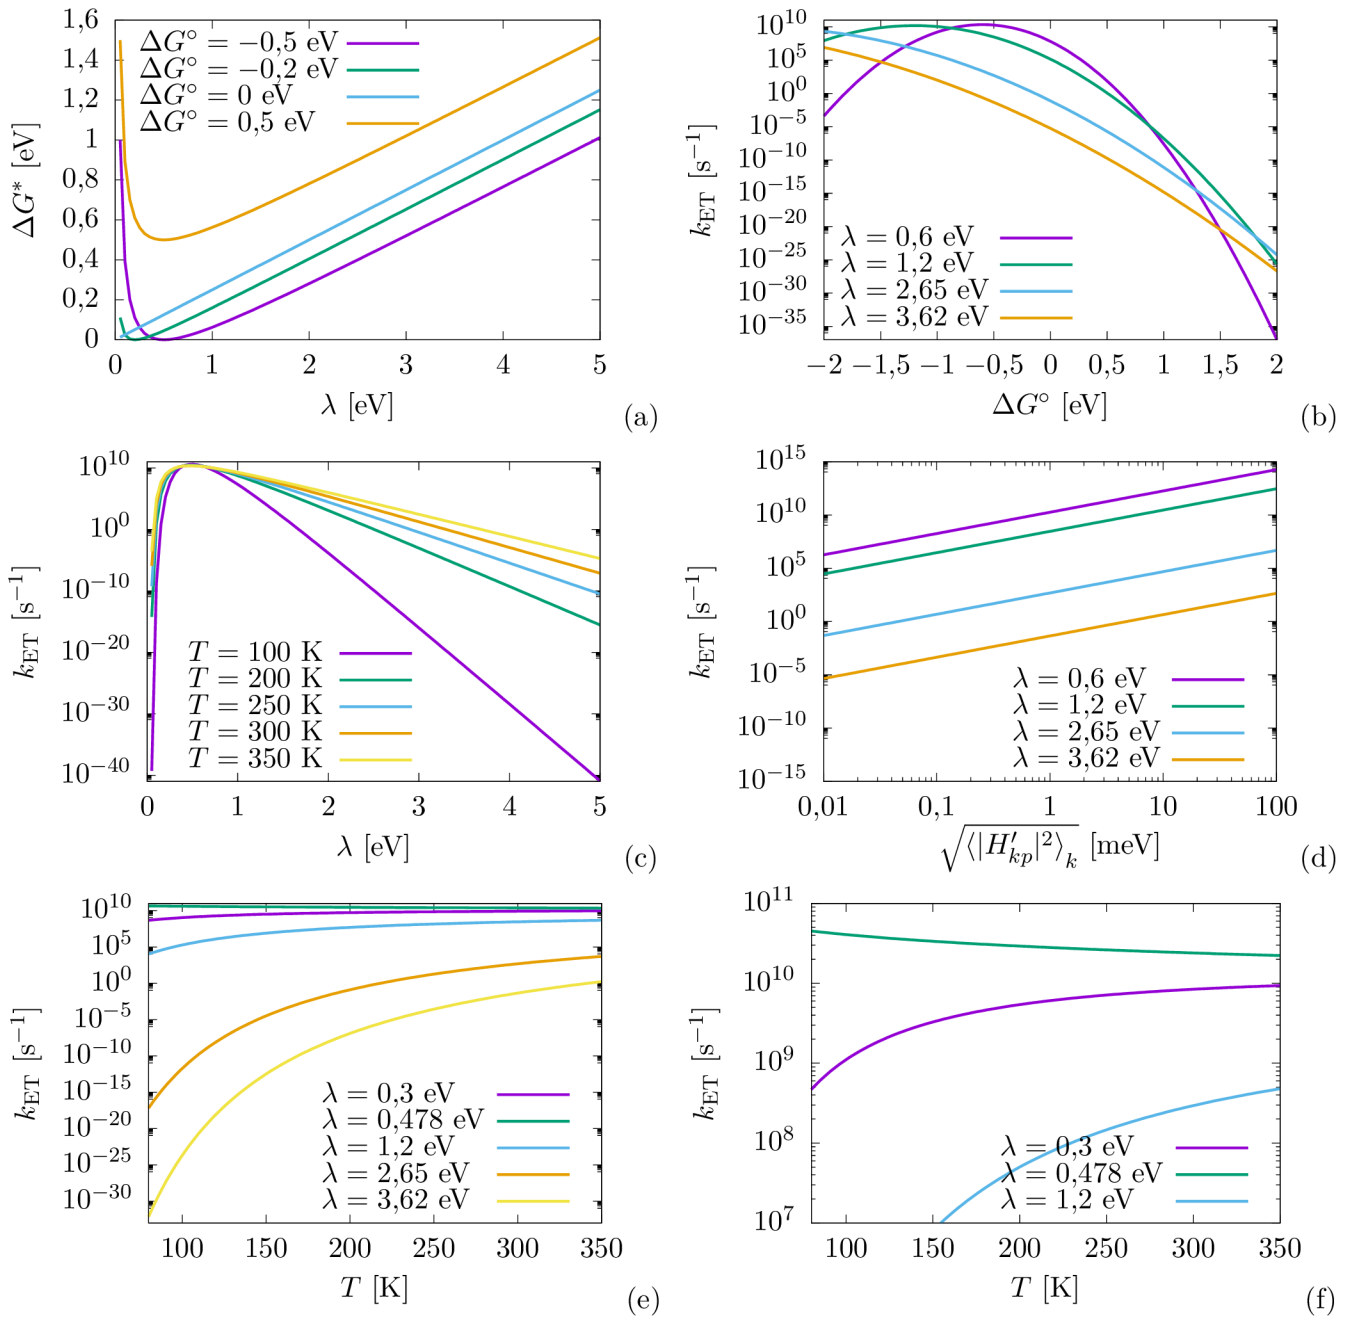 1,6
1,4
1,2
1
0,8
0,6
0,4
0,2
0
ΔG* [eV]
ΔG° = −0,5 eV
ΔG° = −0,2 eV
ΔG° = 0 eV
ΔG° = 0,5 eV
0 1 2 3 4 5
λ [eV]
(a)
10^10
10^5
10^0
10^−5
10^−10
10^−15
10^−20
10^−25
10^−30
10^−35
k_ET [s^−1]
λ = 0,6 eV
λ = 1,2 eV
λ = 2,65 eV
λ = 3,62 eV
−2 −1,5 −1 −0,5 0 0,5 1 1,5 2
ΔG° [eV]
(b)
10^10
10^0
10^−10
10^−20
10^−30
10^−40
k_ET [s^−1]
T = 100 K
T = 200 K
T = 250 K
T = 300 K
T = 350 K
0 1 2 3 4 5
λ [eV]
(c)
10^15
10^10
10^5
10^0
10^−5
10^−10
10^−15
k_ET [s^−1]
λ = 0,6 eV
λ = 1,2 eV
λ = 2,65 eV
λ = 3,62 eV
0,01 0,1 1 10 100
√⟨|H′_kp|²⟩_k [meV]
(d)
10^10
10^5
10^0
10^−5
10^−10
10^−15
10^−20
10^−25
10^−30
k_ET [s^−1]
λ = 0,3 eV
λ = 0,478 eV
λ = 1,2 eV
λ = 2,65 eV
λ = 3,62 eV
100 150 200 250 300 350
T [K]
(e)
10^11
10^10
10^9
10^8
10^7
k_ET [s^−1]
λ = 0,3 eV
λ = 0,478 eV
λ = 1,2 eV
100 150 200 250 300 350
T [K]
(f)